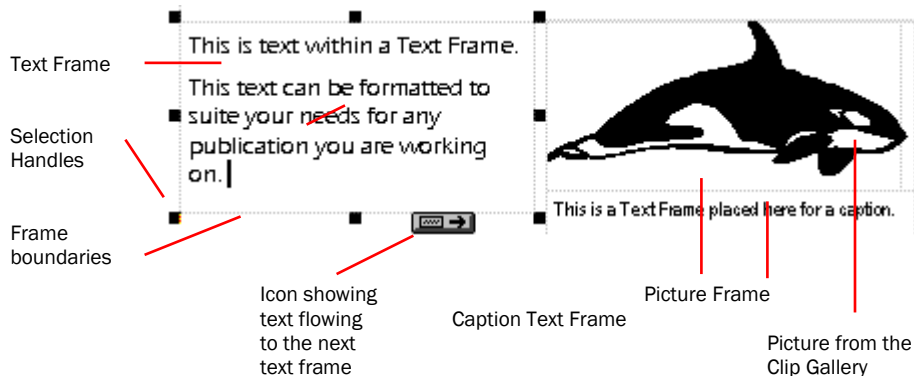 Text Frame
Selection
Handles
Frame
boundaries
This is text within a Text Frame.
This text can be formatted to
suite your needs for any
publication you are working
on.
This is a Text Frame placed here for a caption.
Icon showing
text flowing
to the next
text frame
Caption Text Frame
Picture Frame
Picture from the
Clip Gallery